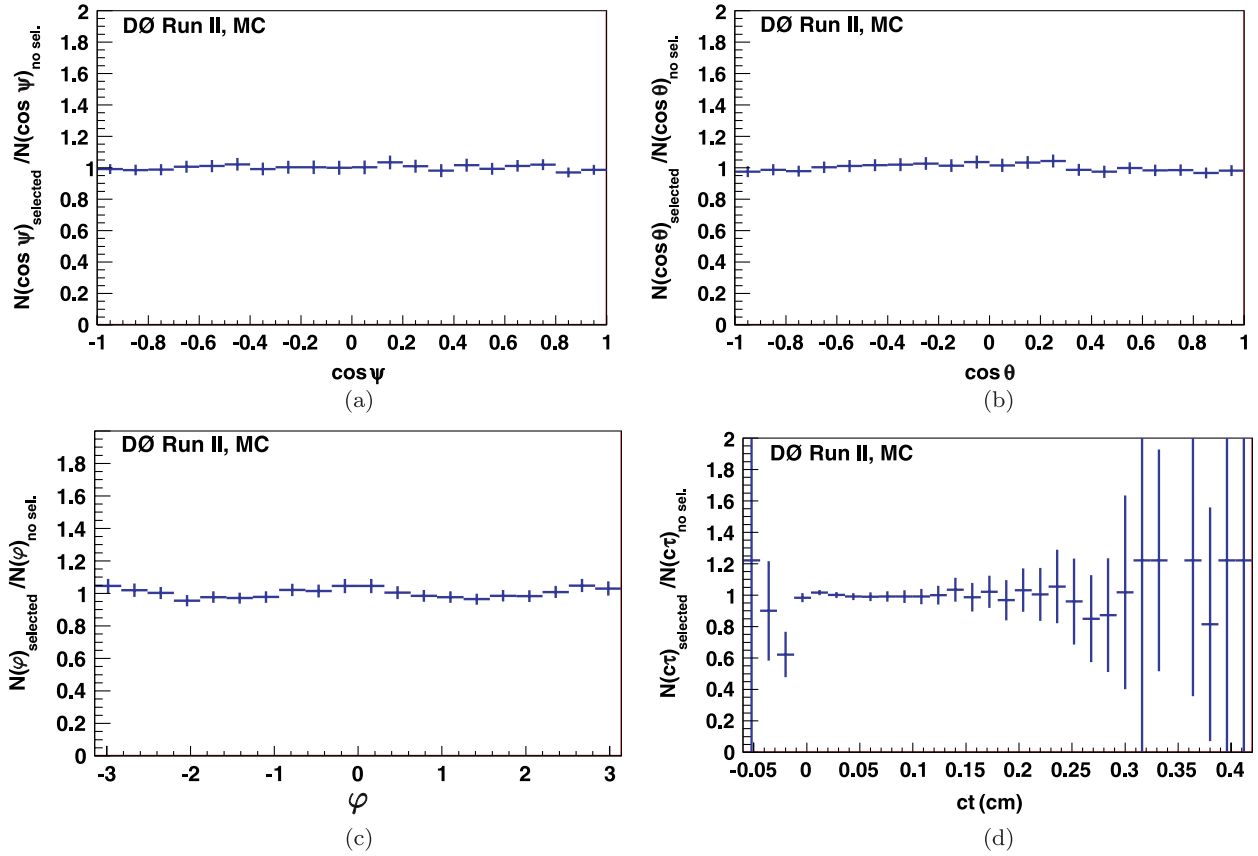 DØ Run II, MC
N(cos ψ)selected /N(cos ψ)no sel.
2
1.8
1.6
1.4
1.2
1
0.8
0.6
0.4
0.2
0
-1 -0.8 -0.6 -0.4 -0.2 0 0.2 0.4 0.6 0.8 1
cos ψ
(a)
DØ Run II, MC
N(cos θ)selected /N(cos θ)no sel.
2
1.8
1.6
1.4
1.2
1
0.8
0.6
0.4
0.2
0
-1 -0.8 -0.6 -0.4 -0.2 0 0.2 0.4 0.6 0.8 1
cos θ
(b)
DØ Run II, MC
N(φ)selected /N(φ)no sel.
1.8
1.6
1.4
1.2
1
0.8
0.6
0.4
0.2
0
-3 -2 -1 0 1 2 3
φ
(c)
DØ Run II, MC
N(cτ)selected /N(cτ)no sel.
2
1.8
1.6
1.4
1.2
1
0.8
0.6
0.4
0.2
0
-0.05 0 0.05 0.1 0.15 0.2 0.25 0.3 0.35 0.4
ct (cm)
(d)